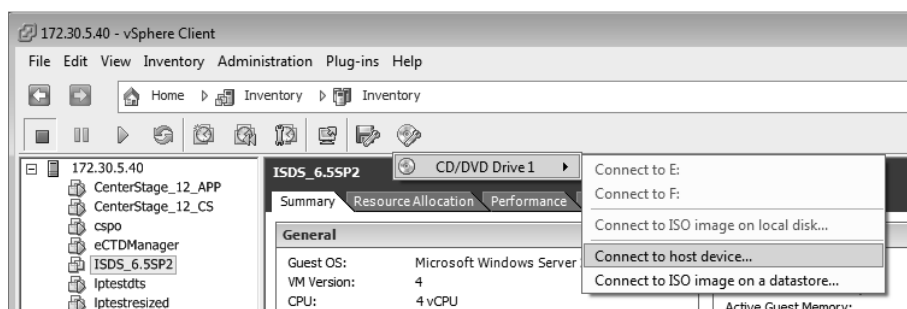 172.30.5.40 - vSphere Client
File Edit View Inventory Administration Plug-ins Help
Home Inventory Inventory
CD/DVD Drive 1
Connect to E:
Connect to F:
Connect to ISO image on local disk...
Connect to host device...
Connect to ISO image on a datastore...
172.30.5.40
CenterStage_12_APP
CenterStage_12_CS
cspo
eCTDManager
ISDS_6.5SP2
lptestdts
lptestresized
ISDS_6.5SP2
Summary Resource Allocation Performance
General
Guest OS: Microsoft Windows Server
VM Version: 4
CPU: 4 vCPU
Active Guest Memory: